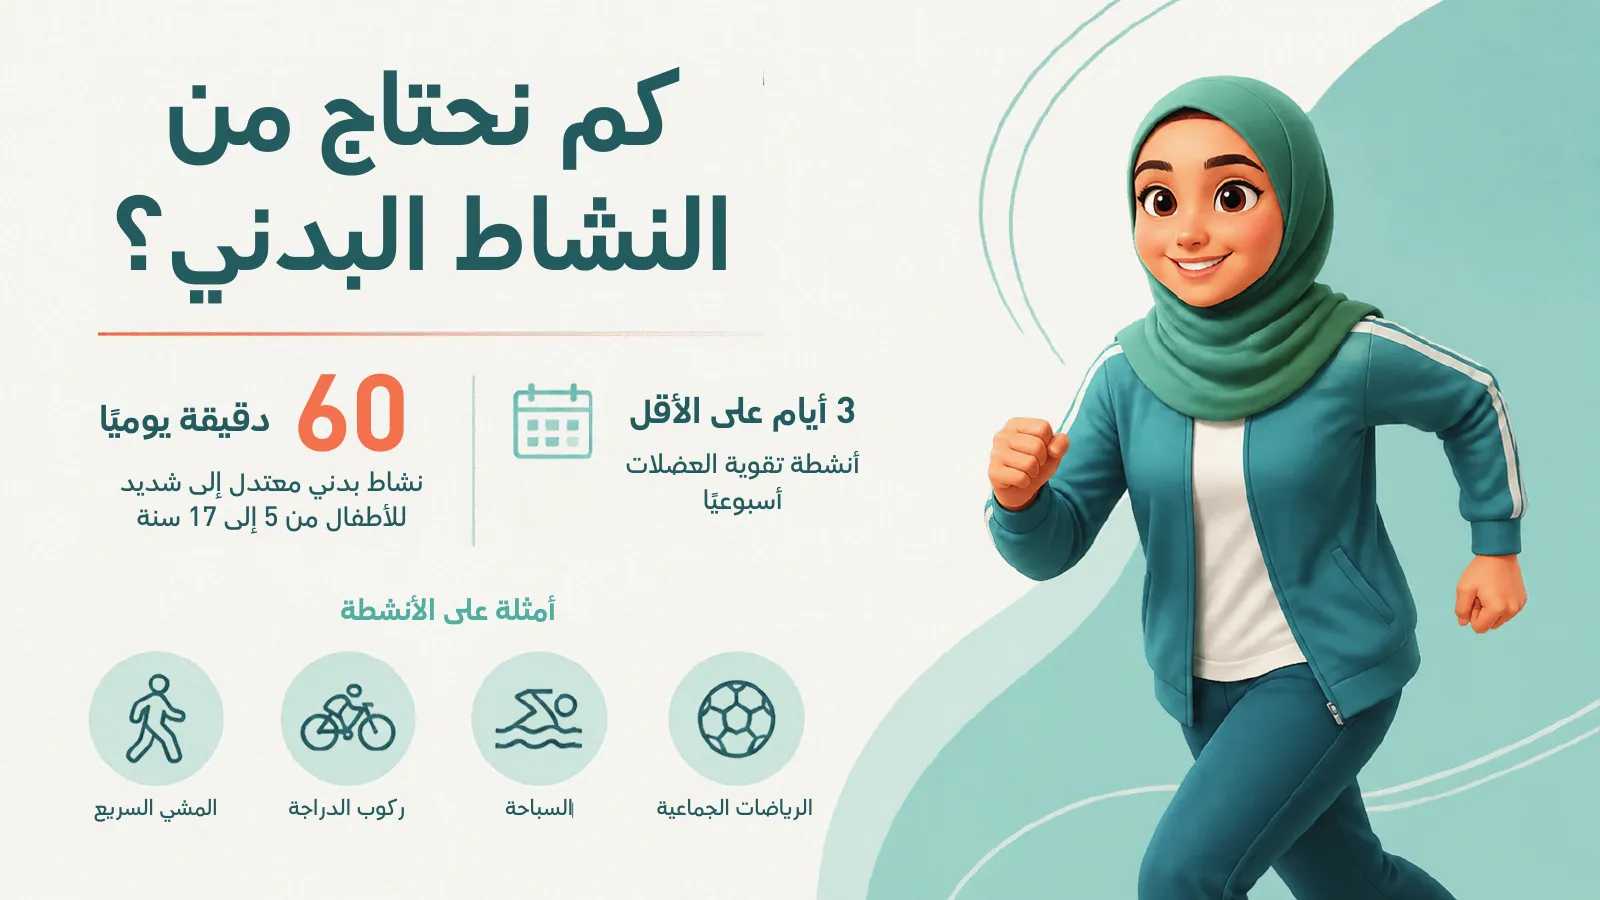 كم نحتاج من
النشاط البدني؟
3 أيام على الأقل
أنشطة تقوية العضلات
أسبوعيًا
60 دقيقة يوميًا
نشاط بدني معتدل إلى شديد
للأطفال من 5 إلى 17 سنة
أمثلة على الأنشطة
الرياضات الجماعية
السباحة
ركوب الدراجة
المشي السريع